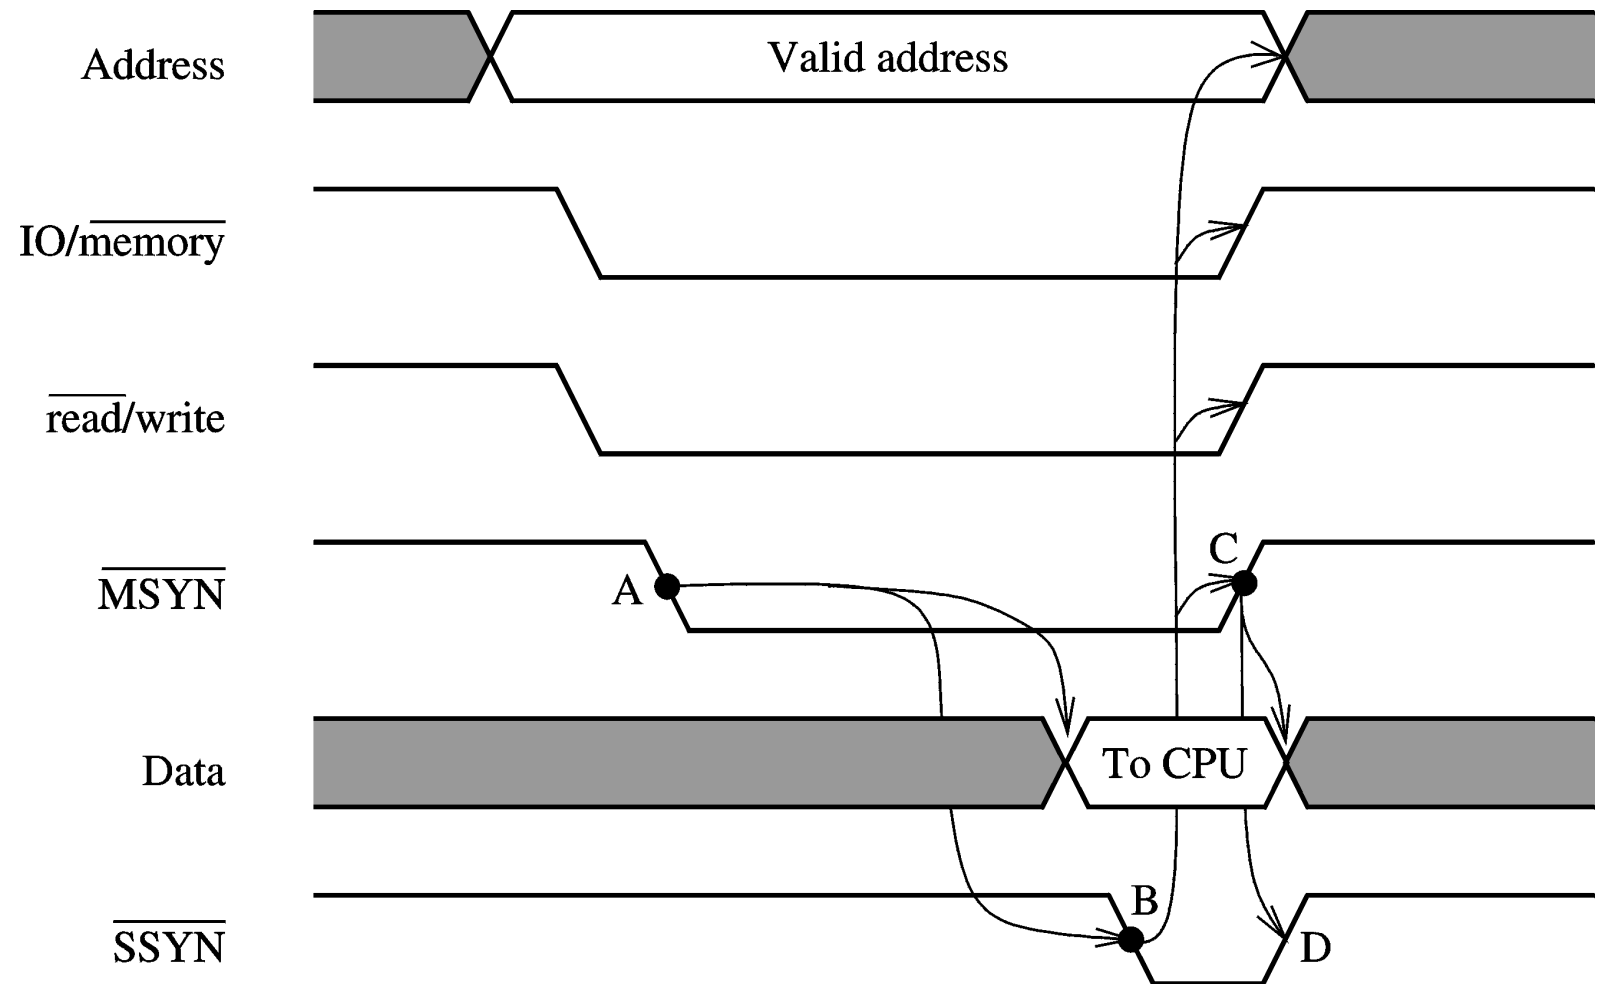 Address
Valid address
IO/memory
read/write
C
MSYN
A
Data
To CPU
B
SSYN
D